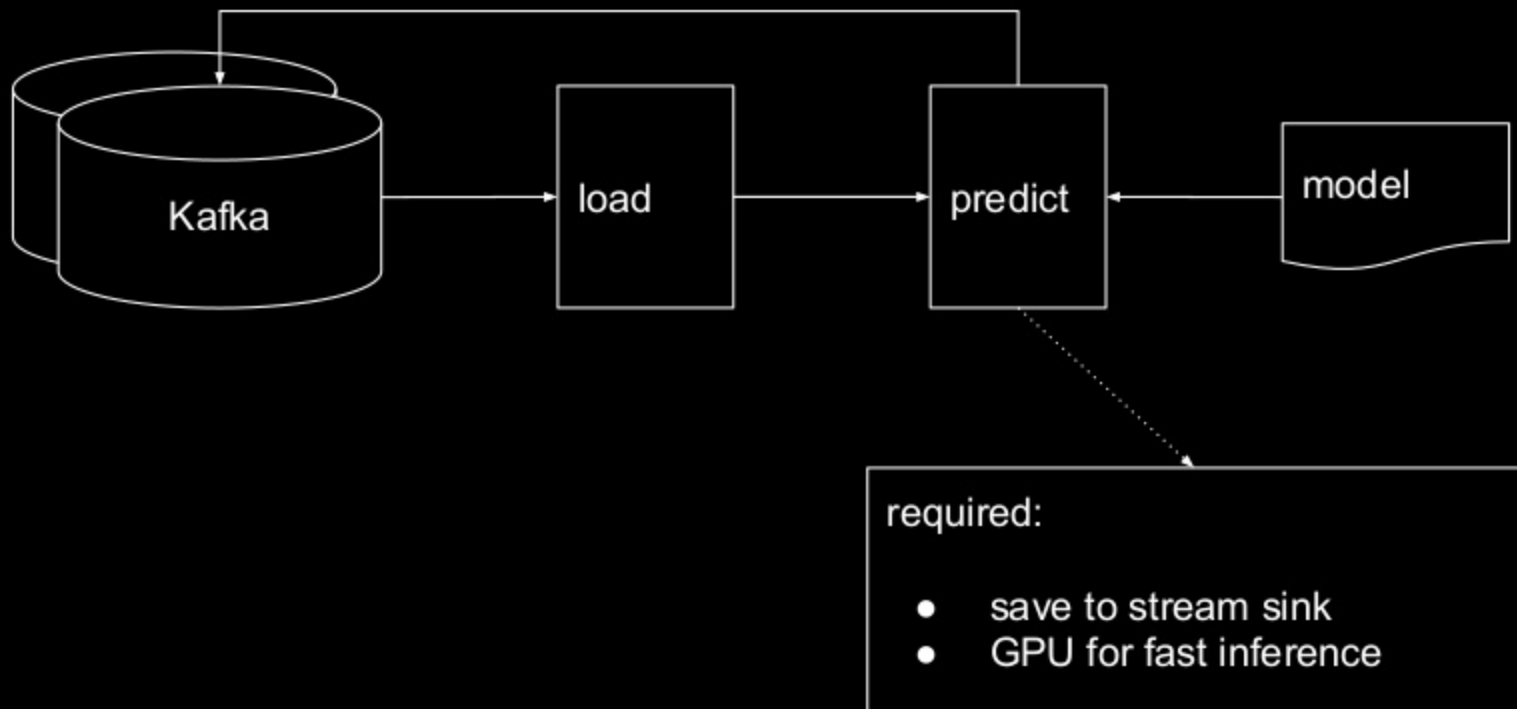 Kafka
load
predict
model
required:
● save to stream sink
● GPU for fast inference